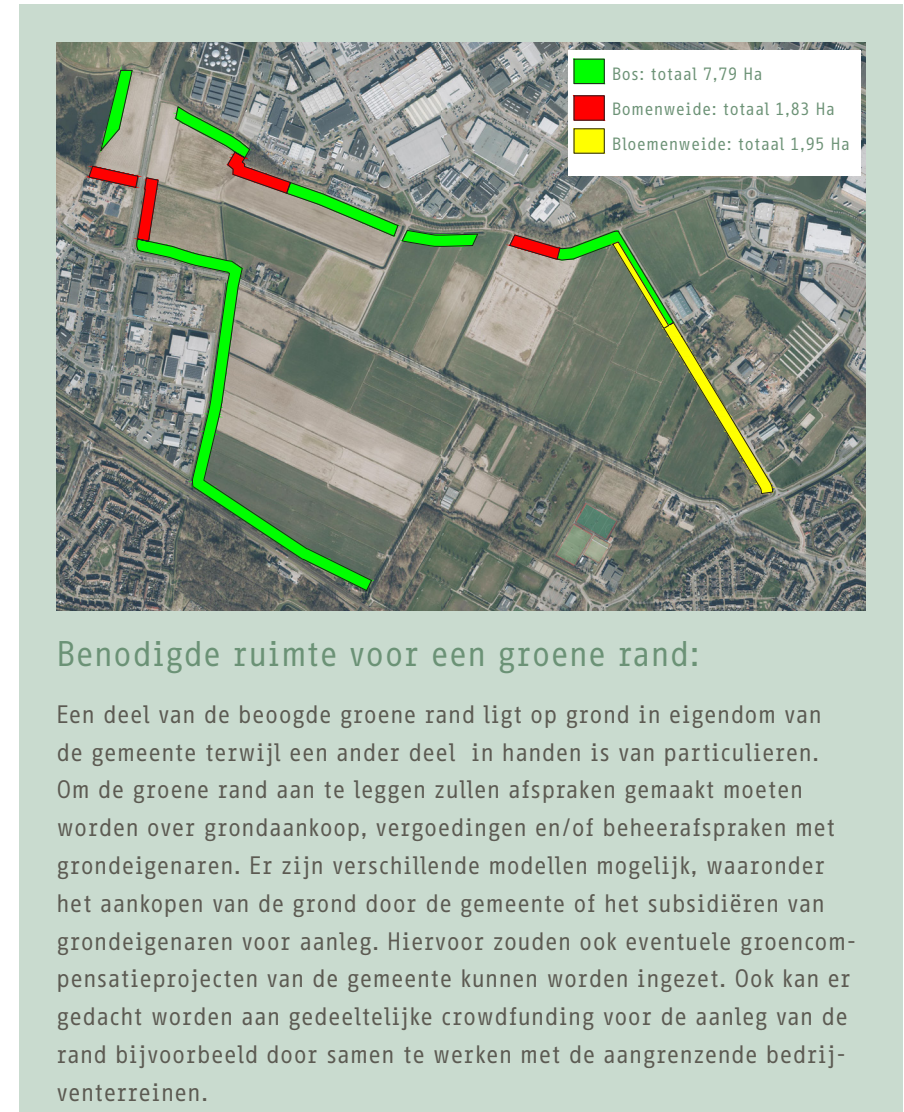 Bos: totaal 7,79 Ha
Bomenweide: totaal 1,83 Ha
Bloemenweide: totaal 1,95 Ha
Benodigde ruimte voor een groene rand:
Een deel van de beoogde groene rand ligt op grond in eigendom van
de gemeente terwijl een ander deel in handen is van particulieren.
Om de groene rand aan te leggen zullen afspraken gemaakt moeten
worden over grondaankoop, vergoedingen en/of beheerafspraken met
grondeigenaren. Er zijn verschillende modellen mogelijk, waaronder
het aankopen van de grond door de gemeente of het subsidiëren van
grondeigenaren voor aanleg. Hiervoor zouden ook eventuele groencom-
pensatieprojecten van de gemeente kunnen worden ingezet. Ook kan er
gedacht worden aan gedeeltelijke crowdfunding voor de aanleg van de
rand bijvoorbeeld door samen te werken met de aangrenzende bedrij-
venterreinen.